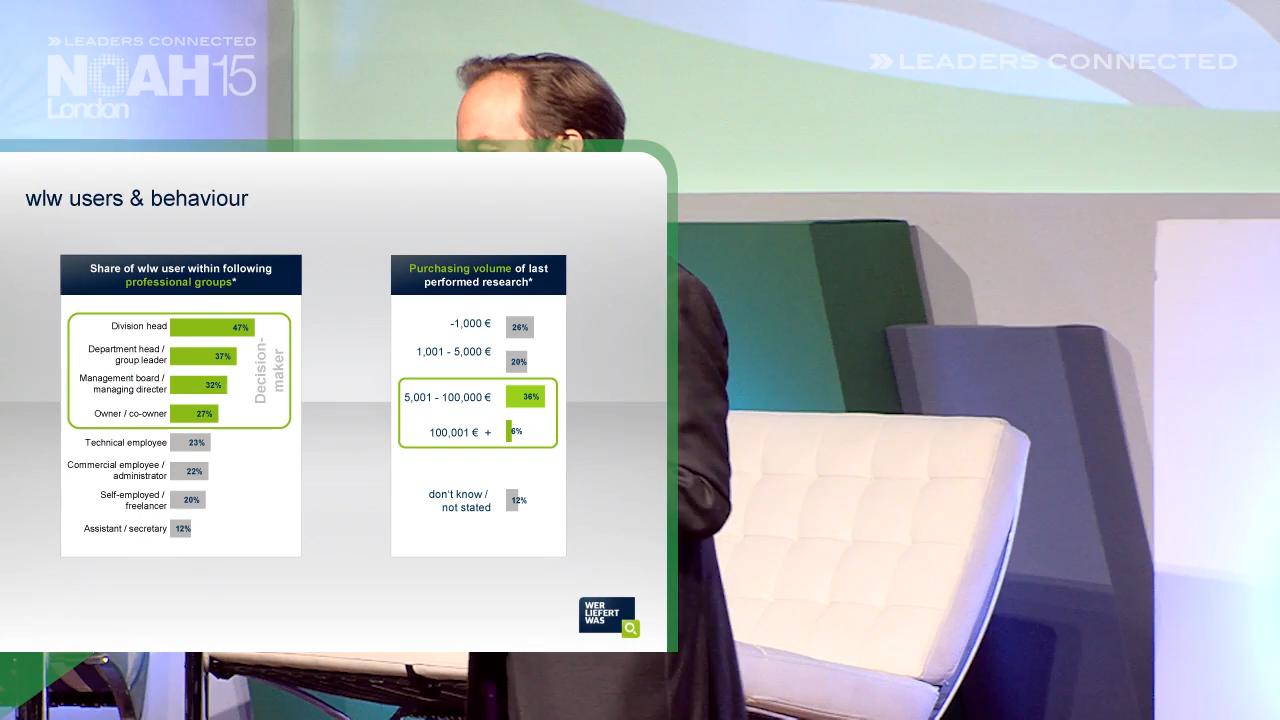 LEADERS CONNECTED
NOAH15
London
LEADERS CONNECTED
wlw users & behaviour
Share of wlw user within following
professional groups*
Division head 47%
Department head /
group leader 37%
Management board /
managing directer 32%
Owner / co-owner 27%
Decision-
maker
Technical employee 23%
Commercial employee /
administrator 22%
Self-employed /
freelancer 20%
Assistant / secretary 12%
Purchasing volume of last
performed research*
-1,000 € 26%
1,001 - 5,000 € 20%
5,001 - 100,000 € 36%
100,001 € + 6%
don't know /
not stated 12%
WER
LIEFERT
WAS